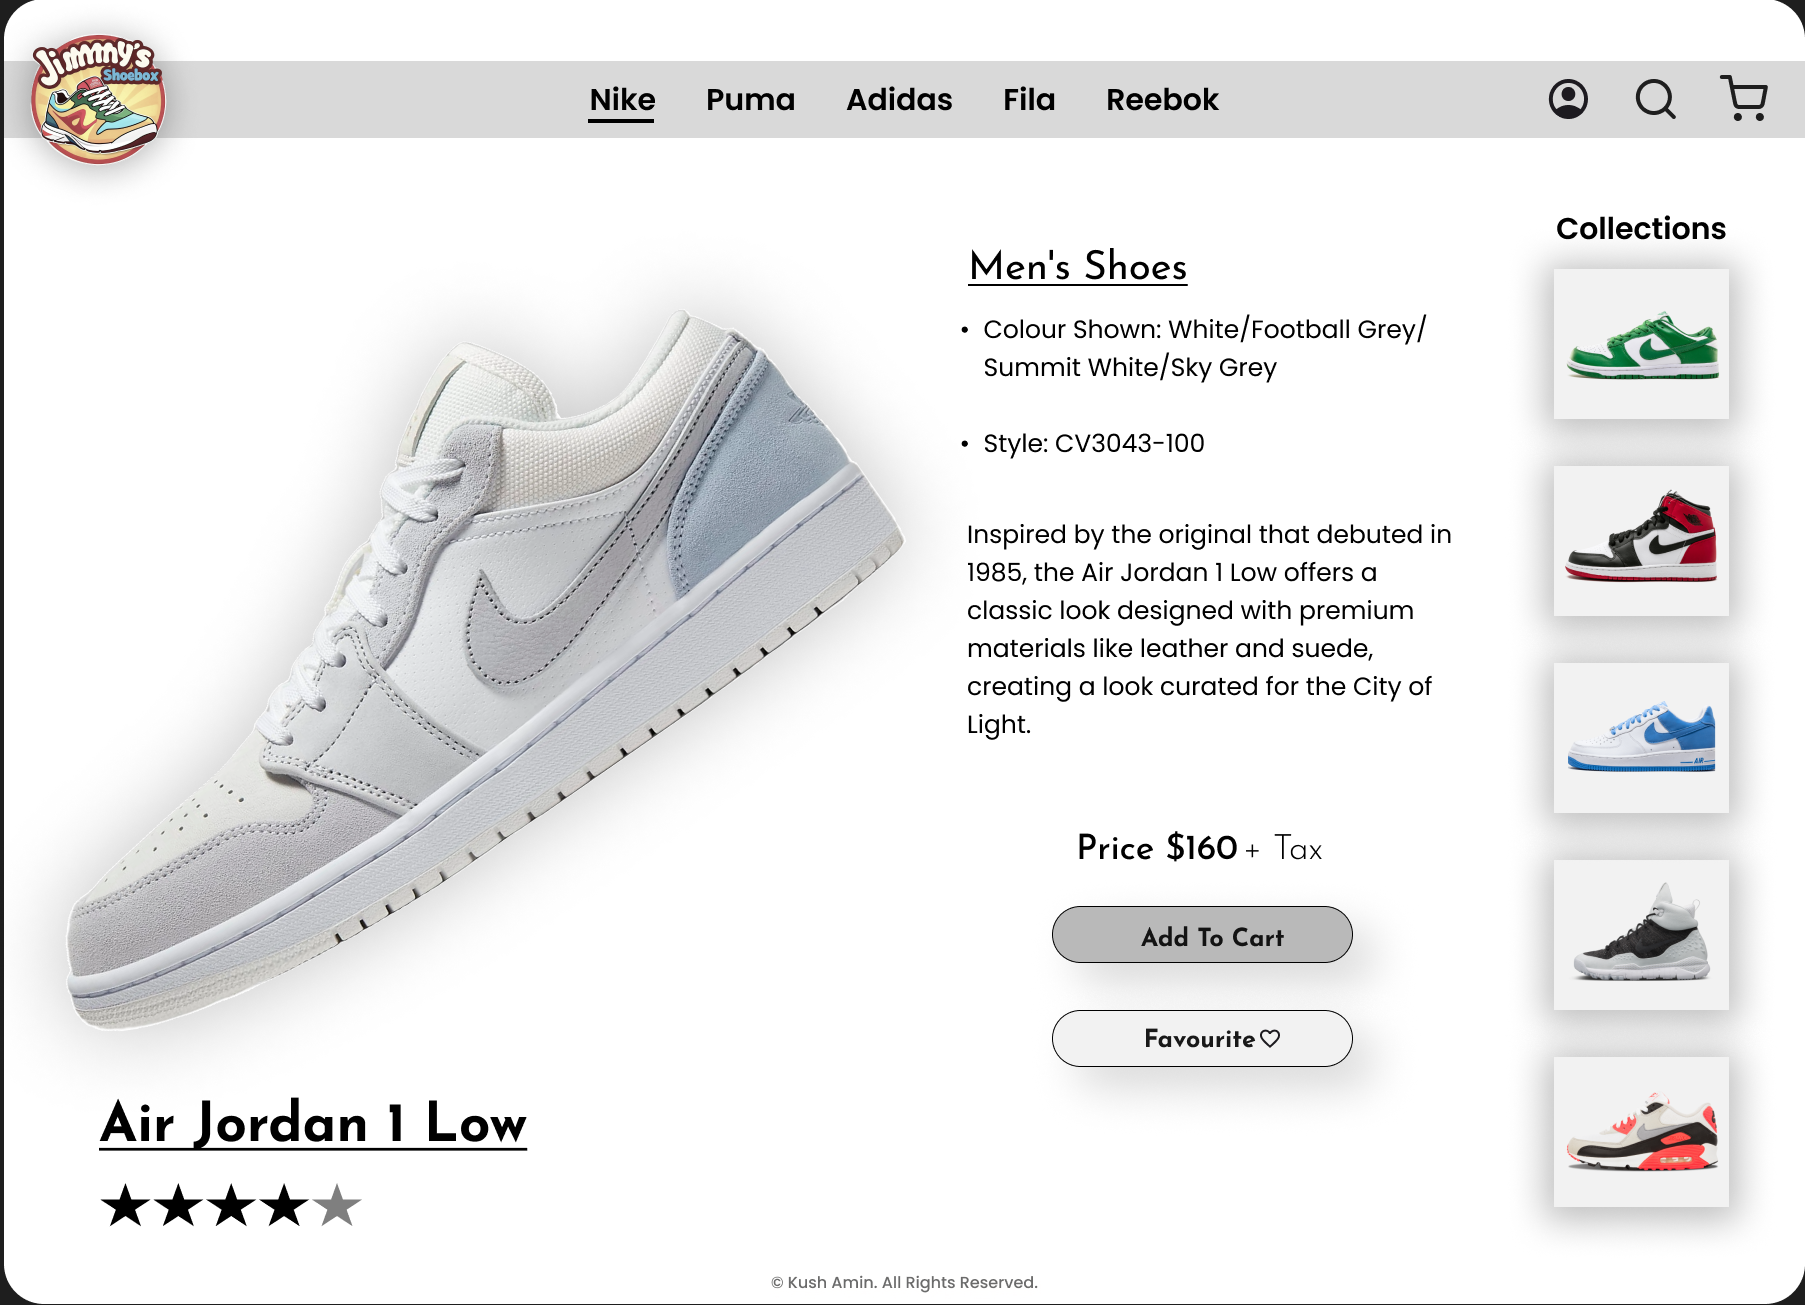 Jimmy's
Shoebox
Nike Puma Adidas Fila Reebok
Collections
Men's Shoes
• Colour Shown: White/Football Grey/
Summit White/Sky Grey
• Style: CV3043-100
Inspired by the original that debuted in
1985, the Air Jordan 1 Low offers a
classic look designed with premium
materials like leather and suede,
creating a look curated for the City of
Light.
Price $160 + Tax
Add To Cart
Favourite
AIR
Air Jordan 1 Low
© Kush Amin. All Rights Reserved.